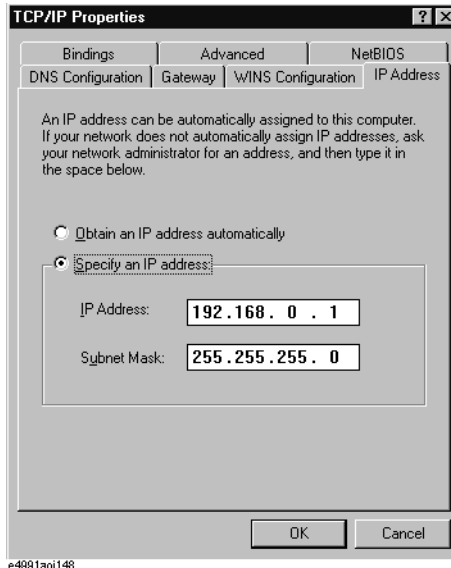 TCP/IP Properties
Bindings Advanced NetBIOS
DNS Configuration Gateway WINS Configuration IP Address
An IP address can be automatically assigned to this computer.
If your network does not automatically assign IP addresses, ask
your network administrator for an address, and then type it in
the space below.
Obtain an IP address automatically
Specify an IP address:
IP Address: 192.168. 0 . 1
Subnet Mask: 255.255.255. 0
OK Cancel
e4991aoj148